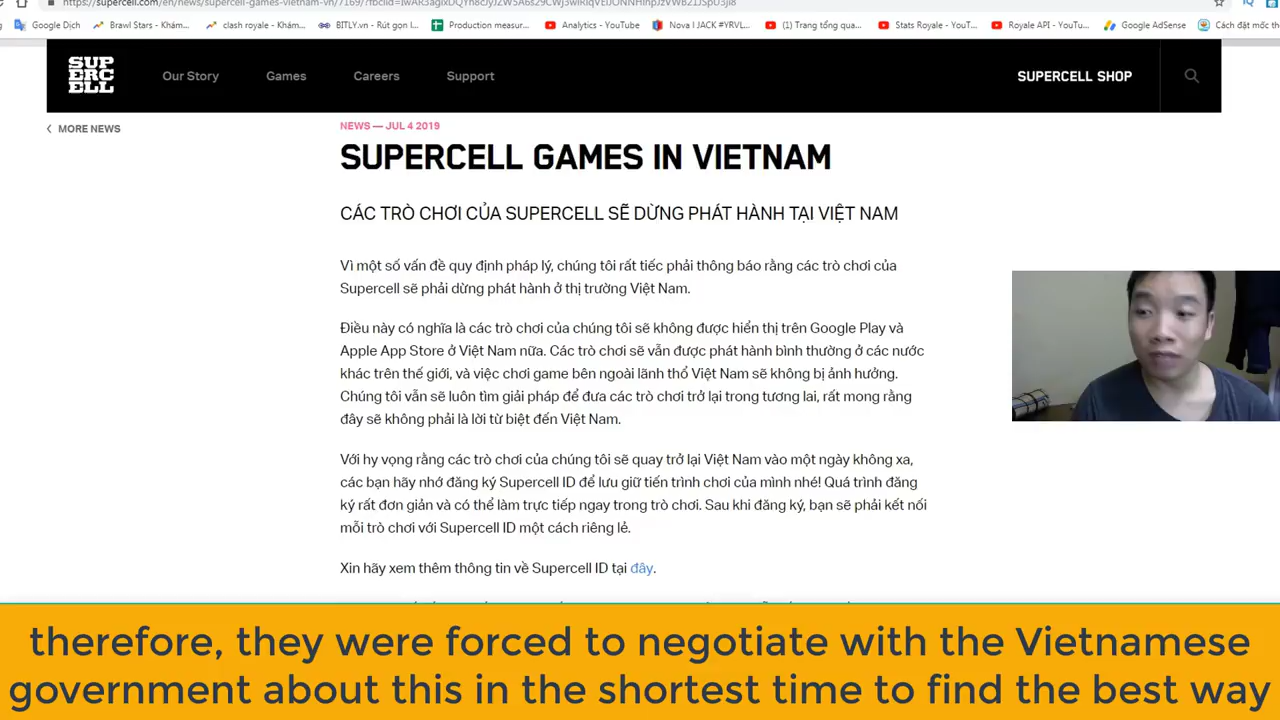 https://supercell.com/en/news/supercell-games-vietnam-vn/7169/?fbclid=
Google Dịch
Brawl Stars - Khám...
clash royale - Khám...
BITLY.vn - Rút gọn l...
Production measur...
Analytics - YouTube
Nova I JACK #YRVL...
(1) Trang tổng qua...
Stats Royale - YouT...
Royale API - YouTu...
Google AdSense
Cách đặt mốc th
SUP
ERC
ELL
Our Story
Games
Careers
Support
SUPERCELL SHOP
MORE NEWS
NEWS — JUL 4 2019
SUPERCELL GAMES IN VIETNAM
CÁC TRÒ CHƠI CỦA SUPERCELL SẼ DỪNG PHÁT HÀNH TẠI VIỆT NAM
Vì một số vấn đề quy định pháp lý, chúng tôi rất tiếc phải thông báo rằng các trò chơi của
Supercell sẽ phải dừng phát hành ở thị trường Việt Nam.
Điều này có nghĩa là các trò chơi của chúng tôi sẽ không được hiển thị trên Google Play và
Apple App Store ở Việt Nam nữa. Các trò chơi sẽ vẫn được phát hành bình thường ở các nước
khác trên thế giới, và việc chơi game bên ngoài lãnh thổ Việt Nam sẽ không bị ảnh hưởng.
Chúng tôi vẫn sẽ luôn tìm giải pháp để đưa các trò chơi trở lại trong tương lai, rất mong rằng
đây sẽ không phải là lời từ biệt đến Việt Nam.
Với hy vọng rằng các trò chơi của chúng tôi sẽ quay trở lại Việt Nam vào một ngày không xa,
các bạn hãy nhớ đăng ký Supercell ID để lưu giữ tiến trình chơi của mình nhé! Quá trình đăng
ký rất đơn giản và có thể làm trực tiếp ngay trong trò chơi. Sau khi đăng ký, bạn sẽ phải kết nối
mỗi trò chơi với Supercell ID một cách riêng lẻ.
Xin hãy xem thêm thông tin về Supercell ID tại đây.
therefore, they were forced to negotiate with the Vietnamese
government about this in the shortest time to find the best way